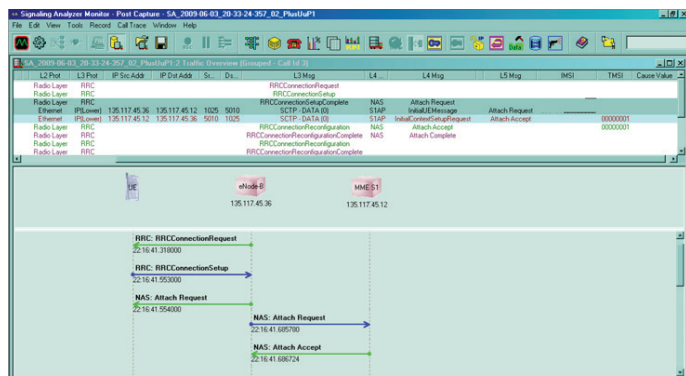 Signaling Analyzer Monitor - Post Capture - SA_2009-06-03_20-33-24-357_02_PlusUuP1
File Edit View Tools Record Call Trace Window Help
SA_2009-06-03_20-33-24-357_02_PlusUuP1:2 Traffic Overview (Grouped - Call Id:3)
L2 Prot L3 Prot IP Src Addr IP Dst Addr Sr... Ds... L3 Msg L4 ... L4 Msg L5 Msg IMSI TMSI Cause Value
Radio Layer RRC RRCConnectionRequest
Radio Layer RRC RRCConnectionSetup
Radio Layer RRC RRCConnectionSetupComplete NAS Attach Request
Ethernet IP(Lower) 135.117.45.36 135.117.45.12 1025 5010 SCTP - DATA (0) S1AP InitialUEMessage Attach Request
Ethernet IP(Lower) 135.117.45.12 135.117.45.36 5010 1025 SCTP - DATA (0) S1AP InitialContextSetupRequest Attach Accept 00000001
Radio Layer RRC RRCConnectionReconfiguration NAS Attach Accept 00000001
Radio Layer RRC RRCConnectionReconfigurationComplete NAS Attach Complete
Radio Layer RRC RRCConnectionReconfiguration
Radio Layer RRC RRCConnectionReconfigurationComplete
UE eNode-B MME S1
135.117.45.36 135.117.45.12
RRC: RRCConnectionRequest
22:16:41.318000
RRC: RRCConnectionSetup
22:16:41.553000
NAS: Attach Request
22:16:41.554000
NAS: Attach Request
22:16:41.685780
NAS: Attach Accept
22:16:41.686724